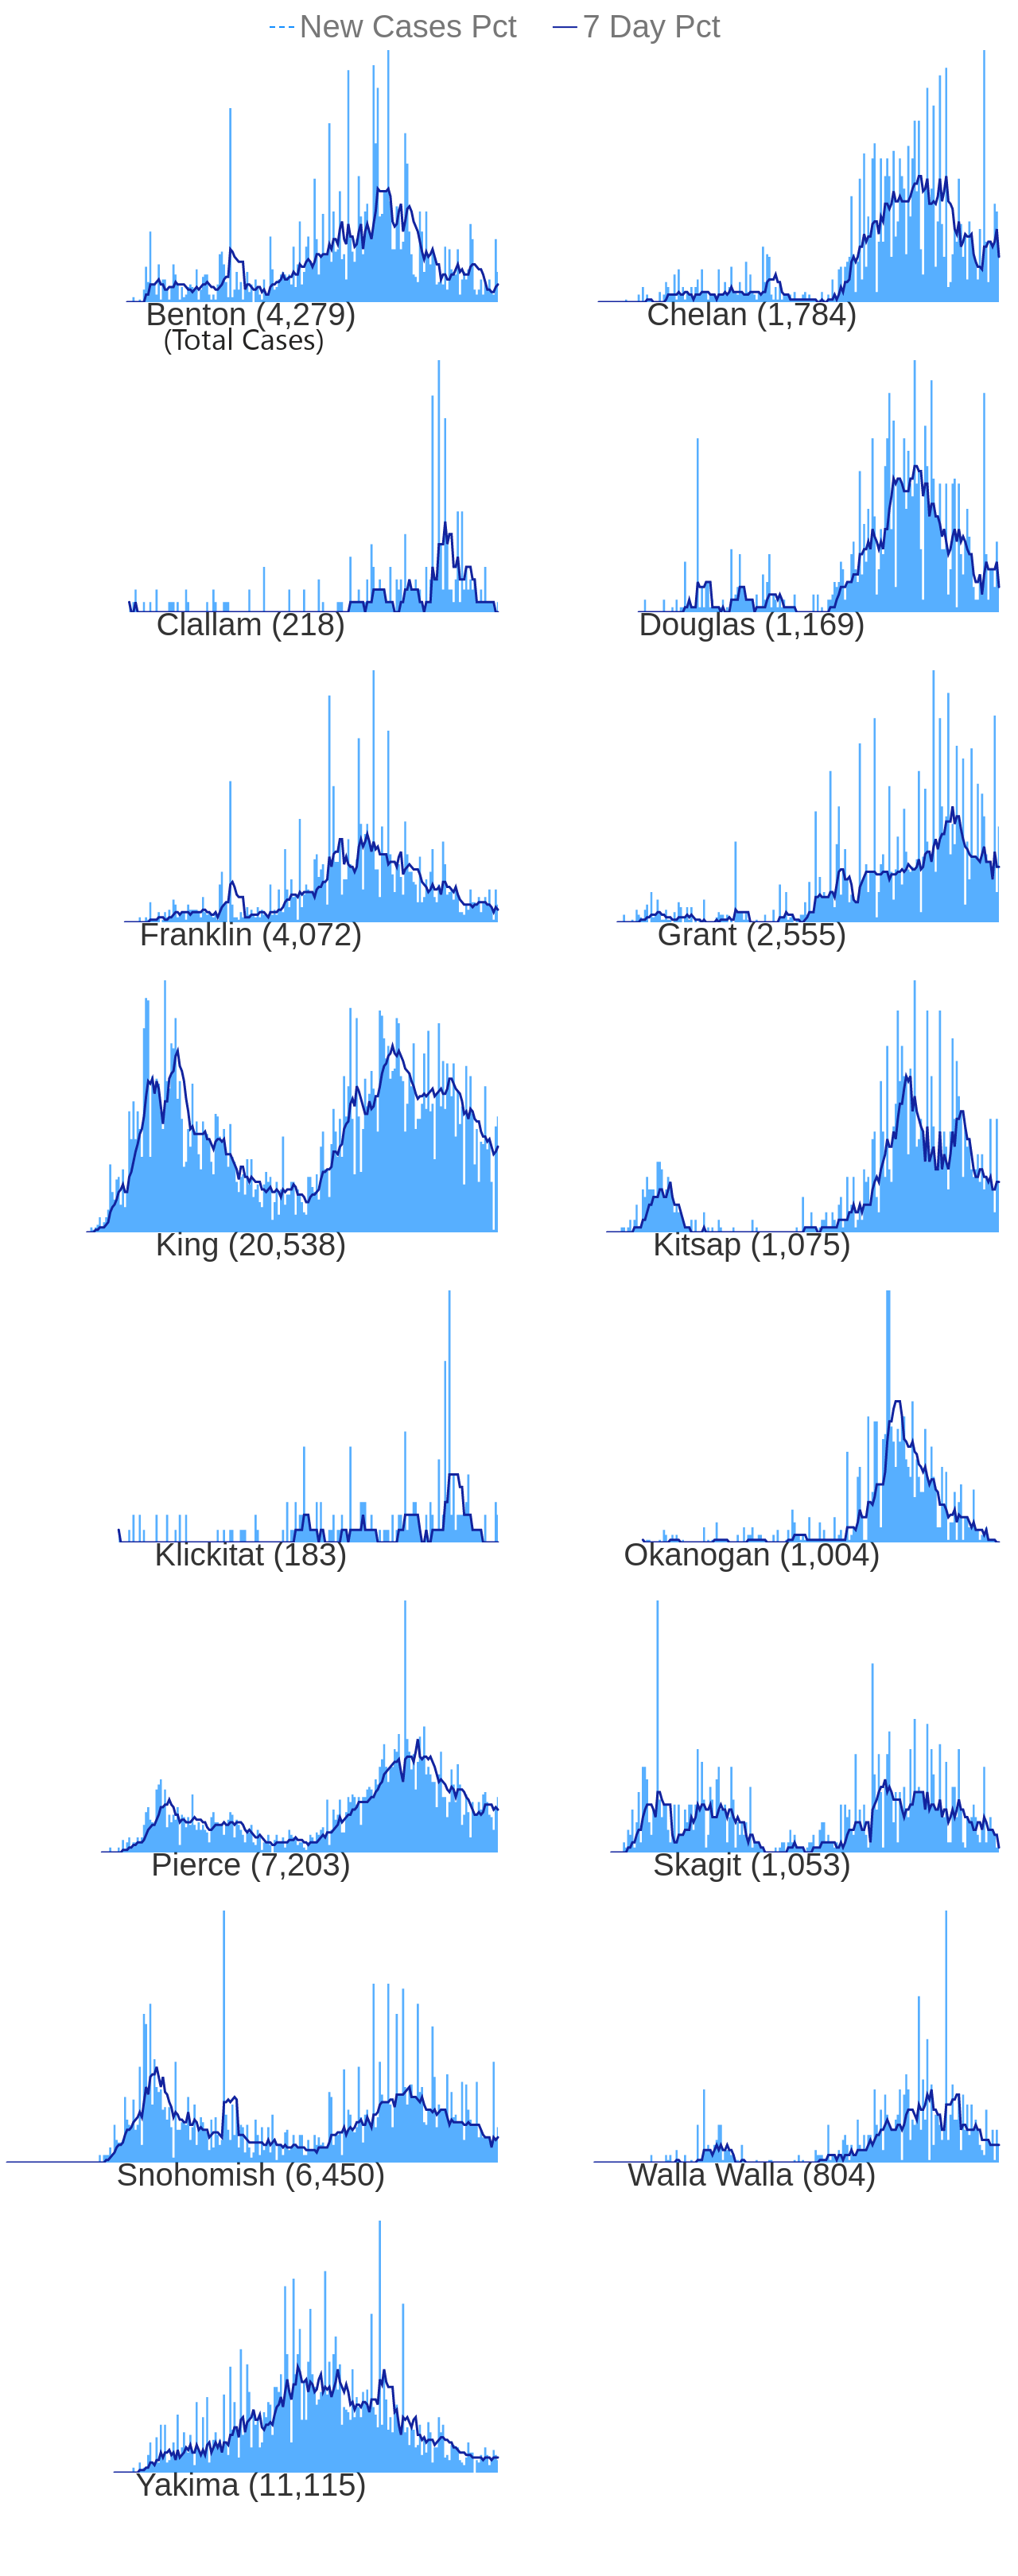 New Cases Pct 7 Day Pct
Benton (4,279) Chelan (1,784)
(Total Cases)
Clallam (218) Douglas (1,169)
Franklin (4,072) Grant (2,555)
King (20,538) Kitsap (1,075)
Klickitat (183) Okanogan (1,004)
Pierce (7,203) Skagit (1,053)
Snohomish (6,450) Walla Walla (804)
Yakima (11,115)